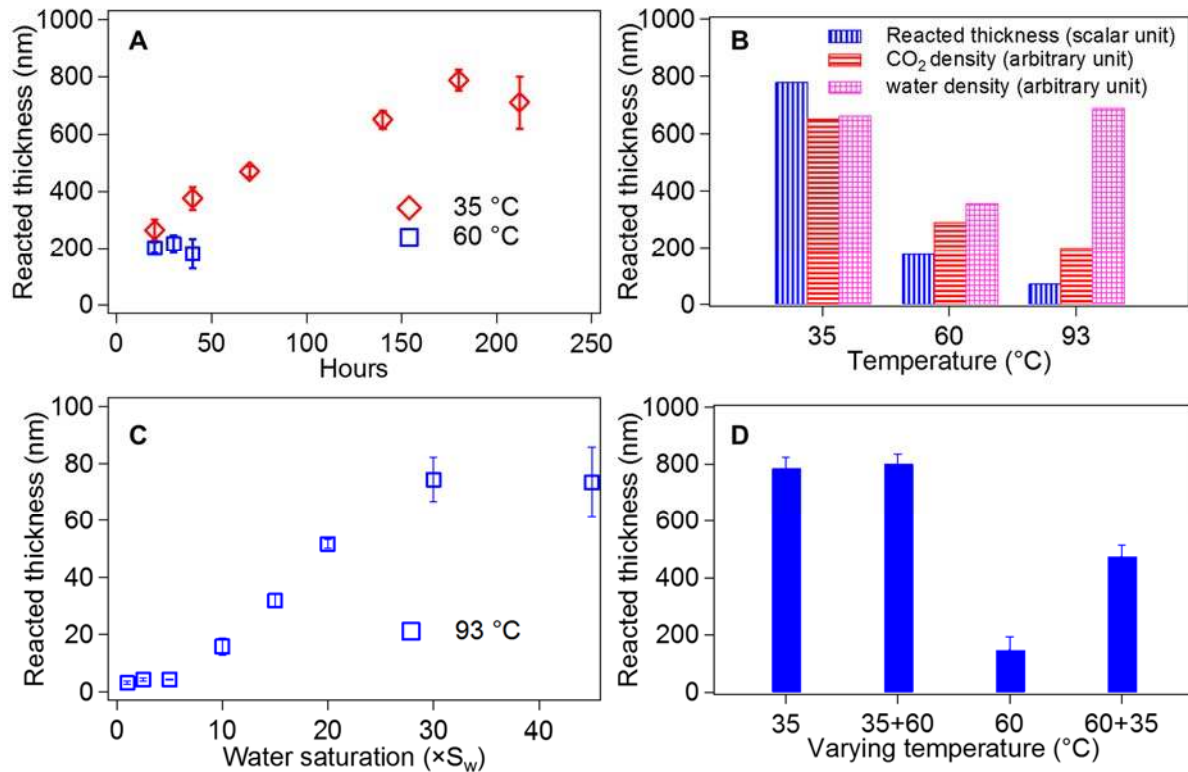 A
Reacted thickness (nm)
1000
800
600
400
200
0
35 °C
60 °C
0 50 100 150 200 250
Hours
B
Reacted thickness (nm)
1000
800
600
400
200
0
Reacted thickness (scalar unit)
CO₂ density (arbitrary unit)
water density (arbitrary unit)
35 60 93
Temperature (°C)
C
Reacted thickness (nm)
100
80
60
40
20
0
93 °C
0 10 20 30 40
Water saturation (×Sw)
D
Reacted thickness (nm)
1000
800
600
400
200
0
35 35+60 60 60+35
Varying temperature (°C)